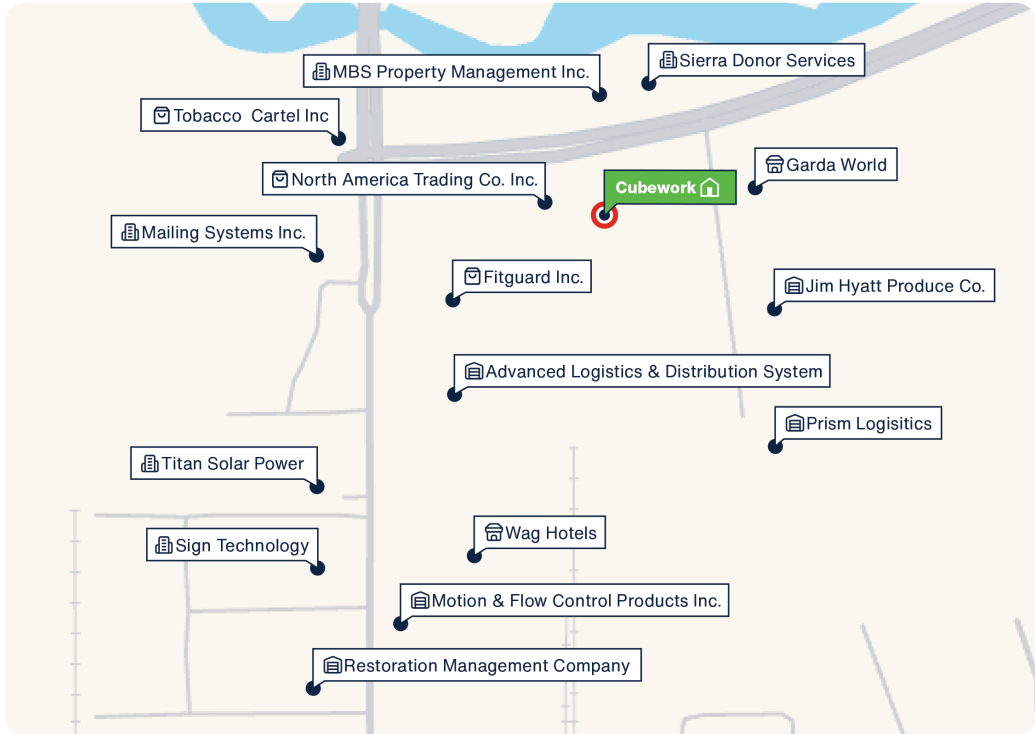 Sierra Donor Services
MBS Property Management Inc.
Tobacco  Cartel Inc
Garda World
North America Trading Co. Inc.
Cubework
Mailing Systems Inc.
Fitguard Inc.
Jim Hyatt Produce Co.
Advanced Logistics & Distribution System
Prism Logisitics
Titan Solar Power
Wag Hotels
Sign Technology
Motion & Flow Control Products Inc.
Restoration Management Company